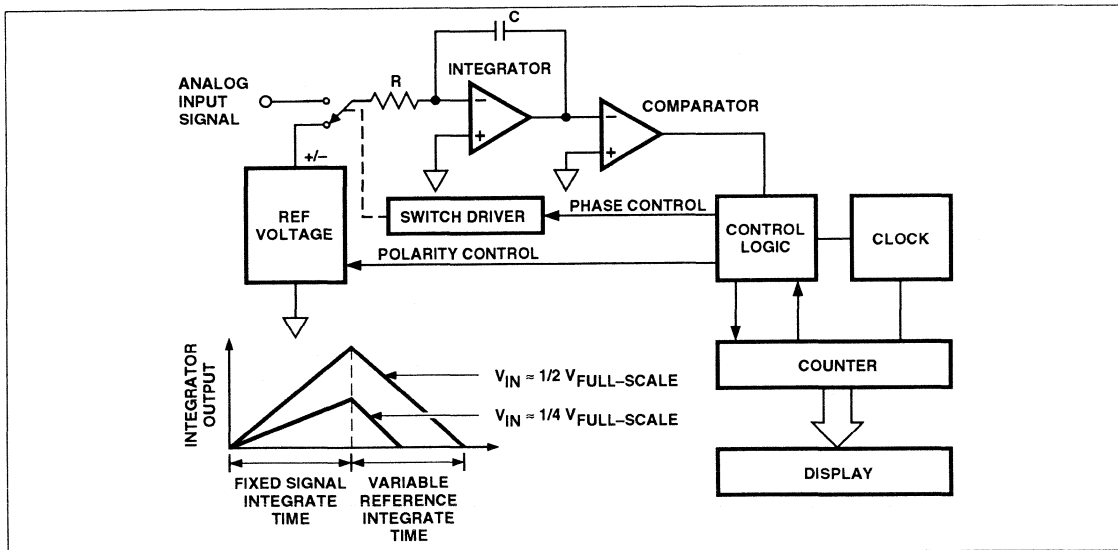 C
INTEGRATOR
R
ANALOG
INPUT
SIGNAL
COMPARATOR
−
+
−
+
+/–
REF
VOLTAGE
SWITCH DRIVER
PHASE CONTROL
POLARITY CONTROL
CONTROL
LOGIC
CLOCK
COUNTER
DISPLAY
INTEGRATOR
OUTPUT
V_IN ≈ 1/2 V_FULL–SCALE
V_IN ≈ 1/4 V_FULL–SCALE
FIXED SIGNAL
INTEGRATE
TIME
VARIABLE
REFERENCE
INTEGRATE
TIME